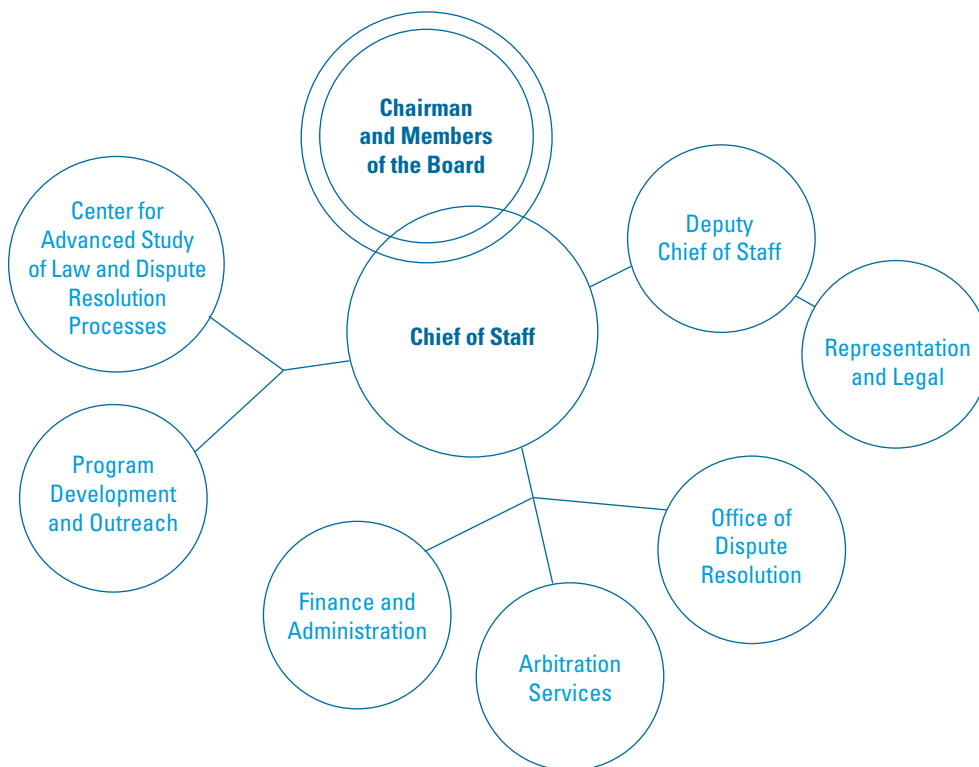 Chairman
and Members
of the Board
Center for
Advanced Study
of Law and Dispute
Resolution
Processes
Deputy
Chief of Staff
Chief of Staff
Representation
and Legal
Program
Development
and Outreach
Office of
Dispute
Resolution
Finance and
Administration
Arbitration
Services